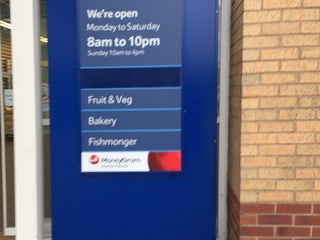 We're open
Monday to Saturday
8am to 10pm
Sunday 10am to 4pm
Fruit & Veg
Bakery
Fishmonger
MoneyGram